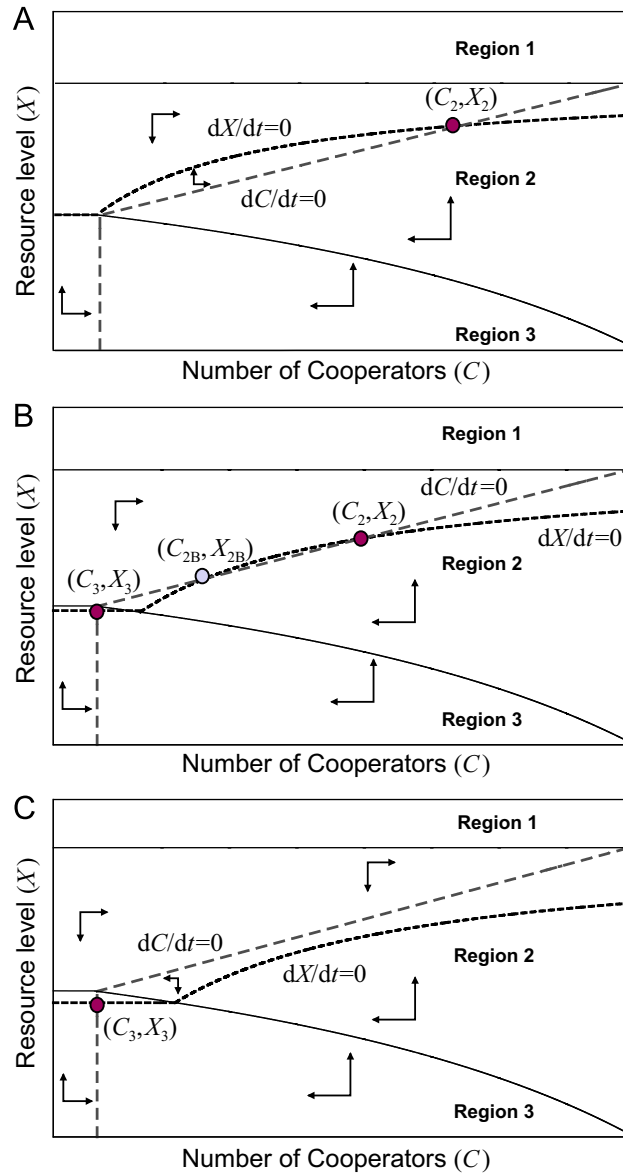 A
Region 1
(C2,X2)
dX/dt=0
Region 2
dC/dt=0
Region 3
Resource level (X)
Number of Cooperators (C)
B
Region 1
dC/dt=0
(C2,X2)
(C2B,X2B)
dX/dt=0
Region 2
(C3,X3)
Region 3
Resource level (X)
Number of Cooperators (C)
C
Region 1
dC/dt=0
Region 2
dX/dt=0
(C3,X3)
Region 3
Resource level (X)
Number of Cooperators (C)